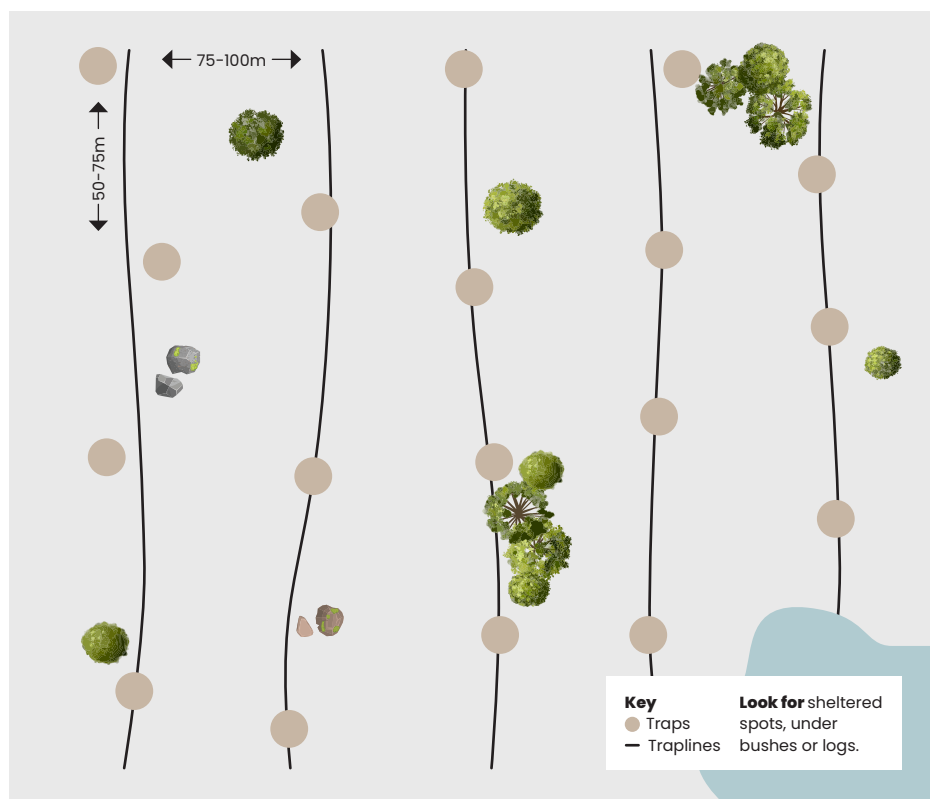 75-100m
50-75m
Key
Traps
Traplines
Look for sheltered
spots, under
bushes or logs.